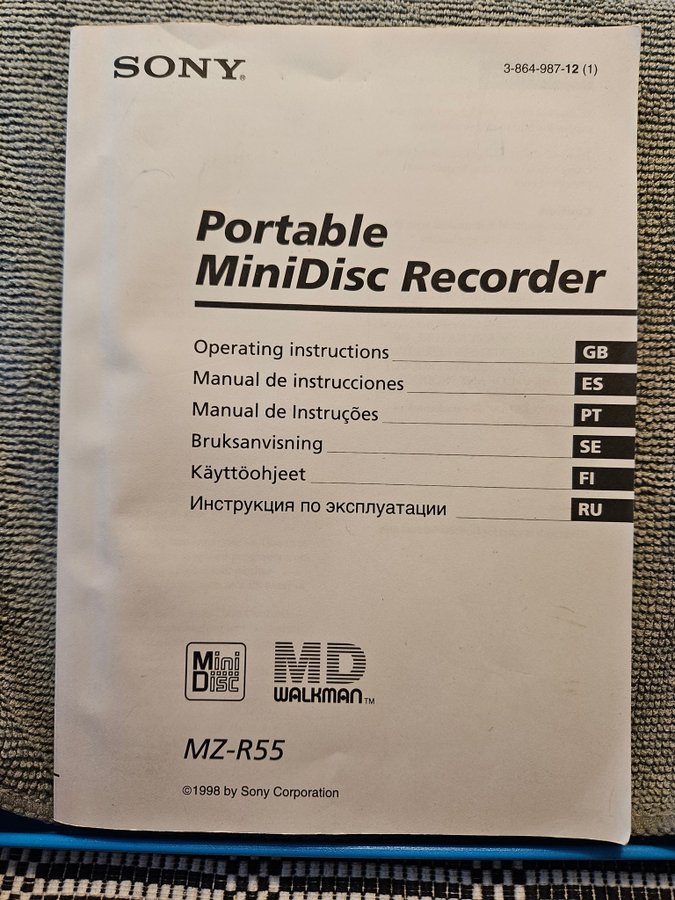 SONY®
3-864-987-12 (1)
Portable
MiniDisc Recorder
Operating instructions GB
Manual de instrucciones ES
Manual de Instruções PT
Bruksanvisning SE
Käyttöohjeet FI
Инструкция по эксплуатации RU
Mini
Disc
MD
WALKMAN™
MZ-R55
©1998 by Sony Corporation